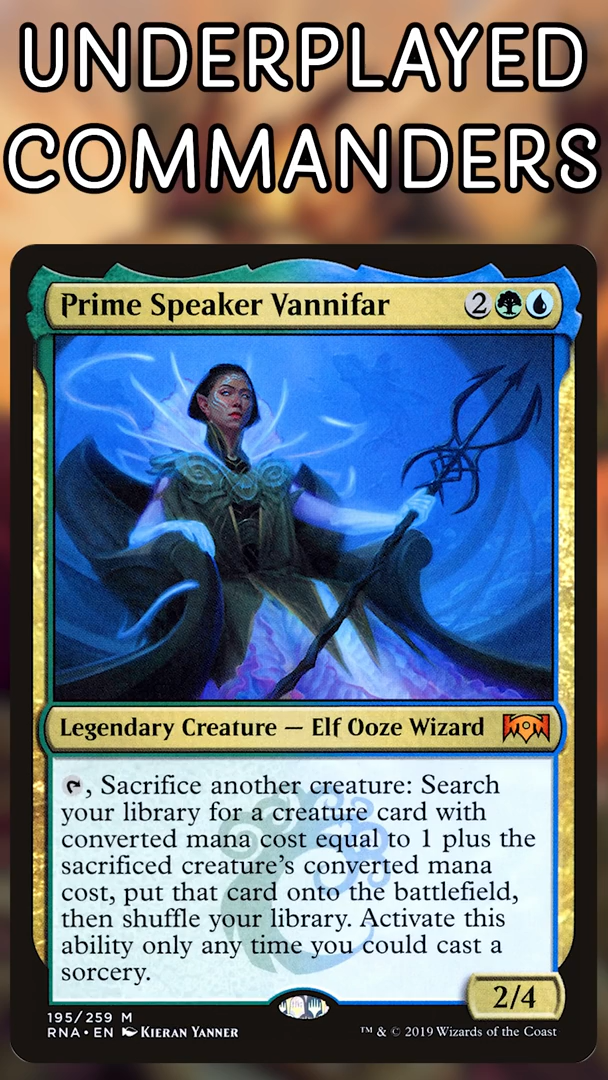 UNDERPLAYED
COMMANDERS
Prime Speaker Vannifar
2
Legendary Creature — Elf Ooze Wizard
, Sacrifice another creature: Search
your library for a creature card with
converted mana cost equal to 1 plus the
sacrificed creature's converted mana
cost, put that card onto the battlefield,
then shuffle your library. Activate this
ability only any time you could cast a
sorcery.
2/4
195/259 M
RNA • EN KIERAN YANNER
™ & © 2019 Wizards of the Coast